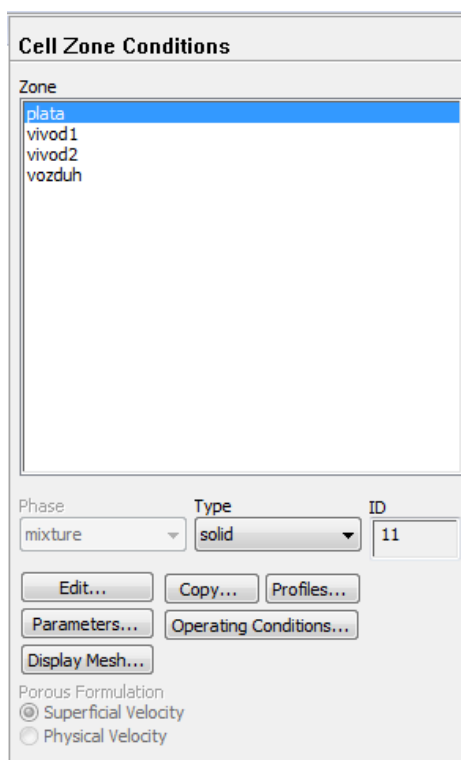 Cell Zone Conditions
Zone
plata
vivod1
vivod2
vozduh
Phase Type ID
mixture solid 11
Edit... Copy... Profiles...
Parameters... Operating Conditions...
Display Mesh...
Porous Formulation
Superficial Velocity
Physical Velocity